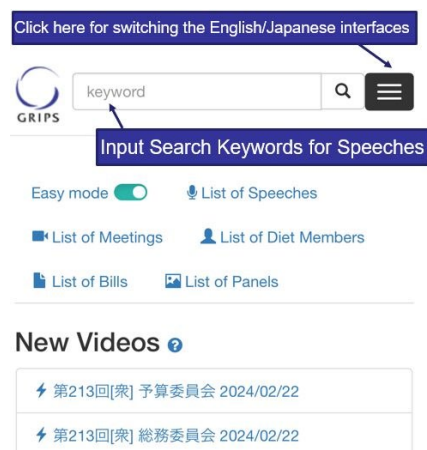 Click here for switching the English/Japanese interfaces
GRIPS
keyword
Input Search Keywords for Speeches
Easy mode List of Speeches
List of Meetings List of Diet Members
List of Bills List of Panels
New Videos ?
第213回[衆] 予算委員会 2024/02/22
第213回[衆] 総務委員会 2024/02/22